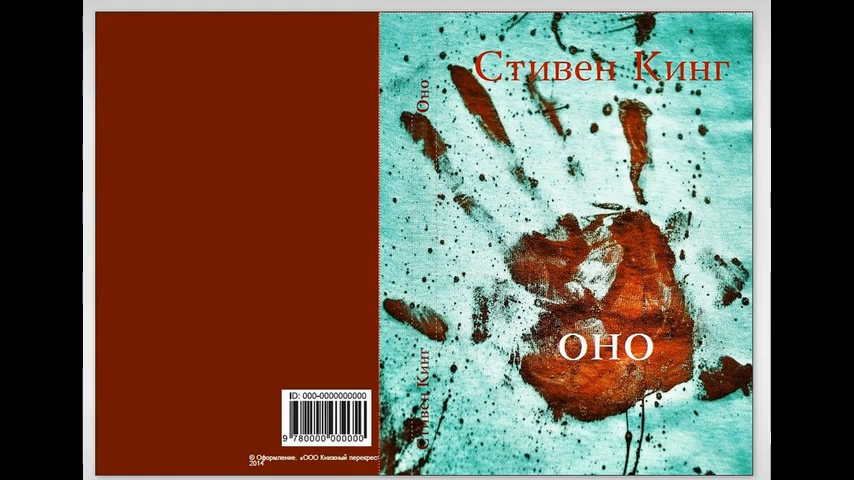 Стивен Кинг
оно
Оно
Стивен Кинг
ID: 000-0000000000
9 780000 000000
© Оформление. «ООО Книжный перекрест
2014